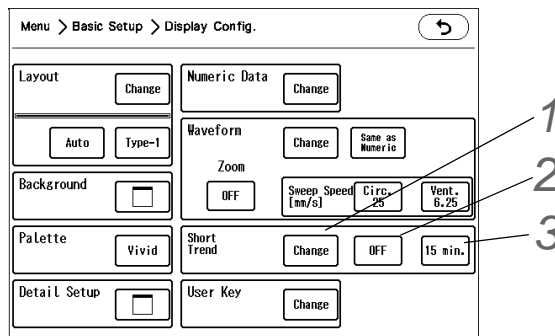 Menu > Basic Setup > Display Config.
Layout
Change
Auto
Type-1
Background
Palette
Vivid
Detail Setup
Numeric Data
Change
Waveform
Change
Same as
Numeric
Zoom
OFF
Sweep Speed
[mm/s]
Circ.
25
Vent.
6.25
Short
Trend
Change
OFF
15 min.
User Key
Change
1
2
3